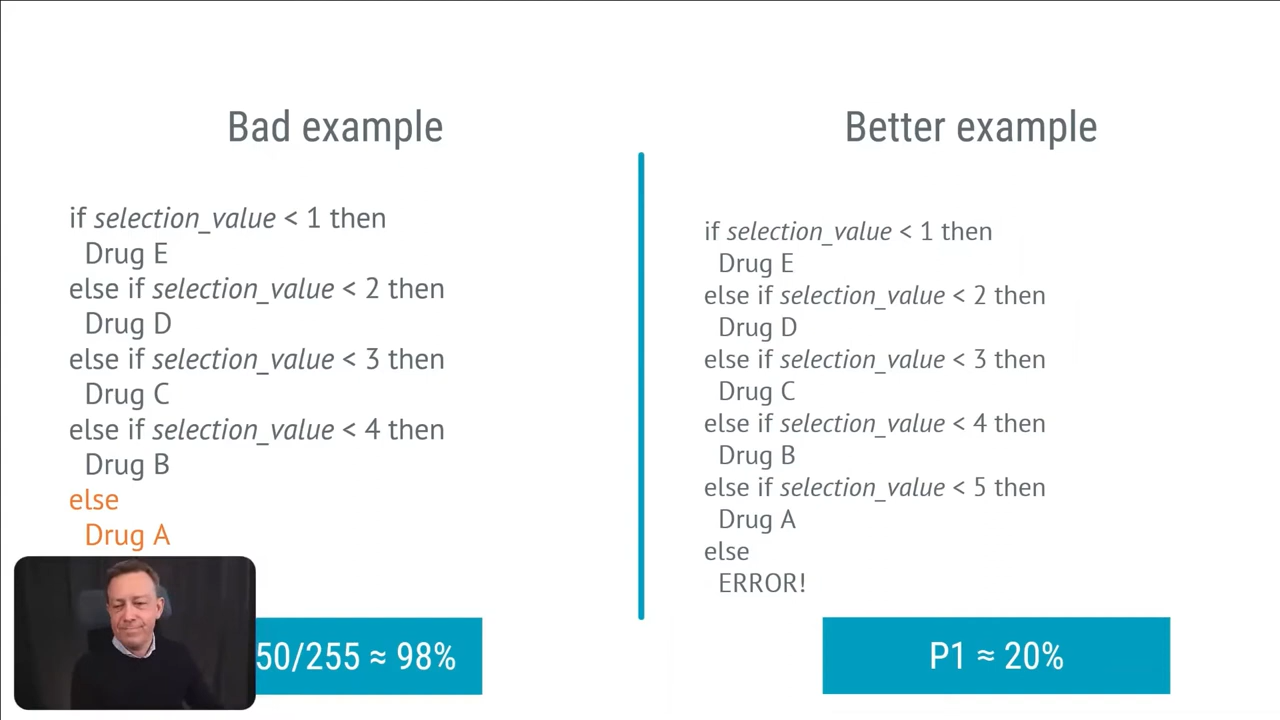 Bad example
if selection_value < 1 then
Drug E
else if selection_value < 2 then
Drug D
else if selection_value < 3 then
Drug C
else if selection_value < 4 then
Drug B
else
Drug A
50/255 ≈ 98%
Better example
if selection_value < 1 then
Drug E
else if selection_value < 2 then
Drug D
else if selection_value < 3 then
Drug C
else if selection_value < 4 then
Drug B
else if selection_value < 5 then
Drug A
else
ERROR!
P1 ≈ 20%